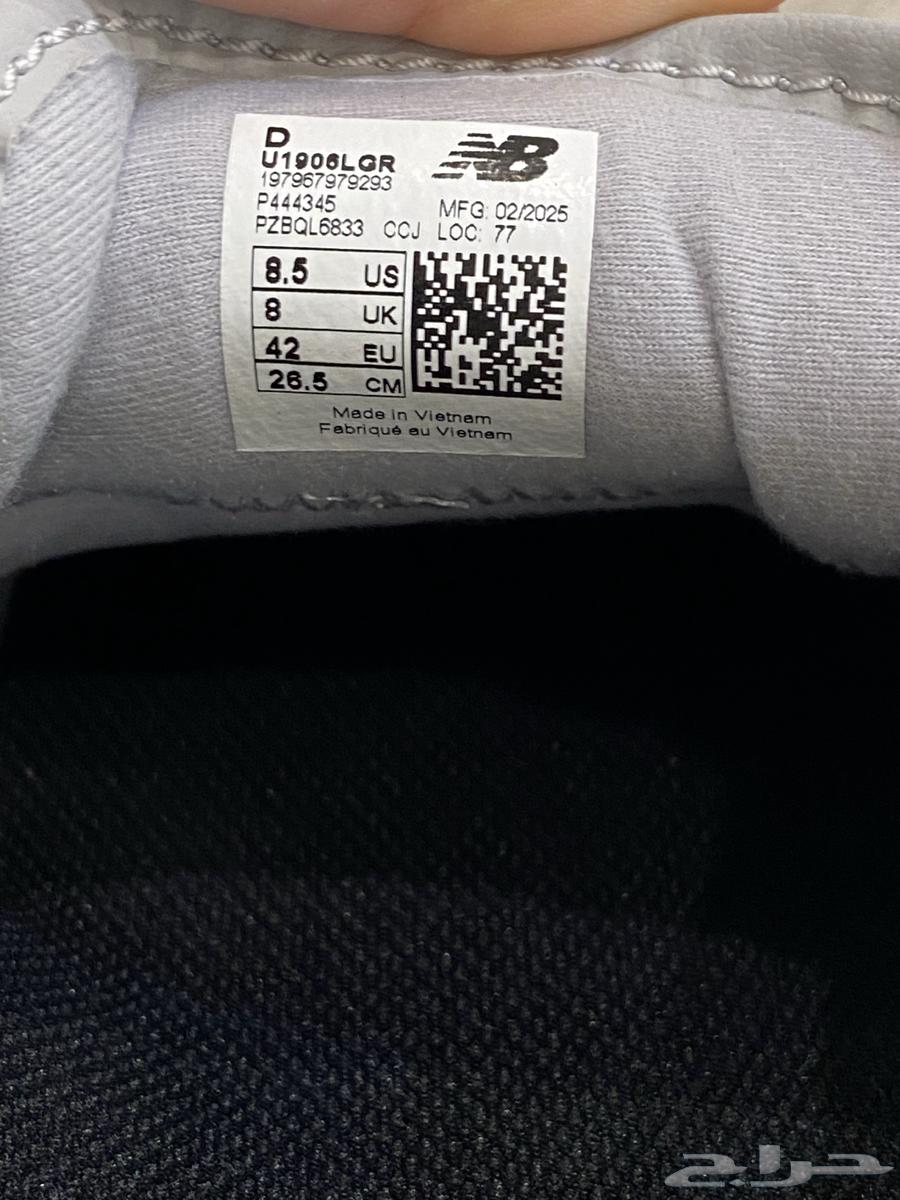 D
U1906LGR
197967979293
P444345
PZBQL6833 CCJ
NB
MFG: 02/2025
LOC: 77
8.5 US
8 UK
42 EU
26.5 CM
Made in Vietnam
Fabriqué au Vietnam
حراج